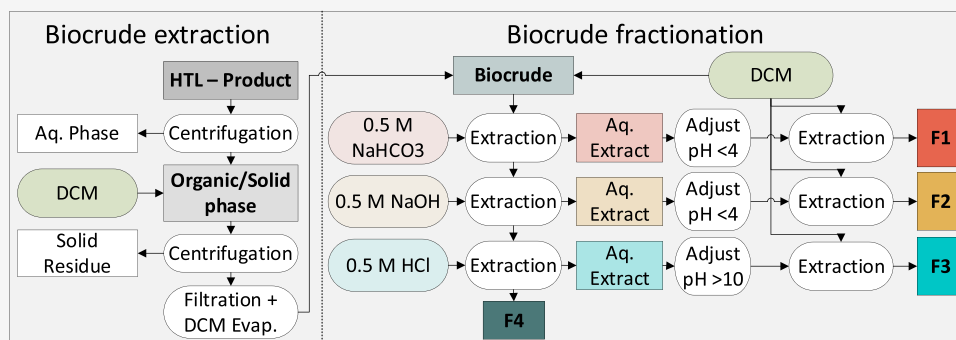 Biocrude extraction
HTL – Product
Aq. Phase
Centrifugation
DCM
Organic/Solid
phase
Solid
Residue
Centrifugation
Filtration +
DCM Evap.
Biocrude fractionation
Biocrude
DCM
0.5 M
NaHCO3
Extraction
Aq.
Extract
Adjust
pH <4
Extraction
F1
0.5 M NaOH
Extraction
Aq.
Extract
Adjust
pH <4
Extraction
F2
0.5 M HCl
Extraction
Aq.
Extract
Adjust
pH >10
Extraction
F3
F4